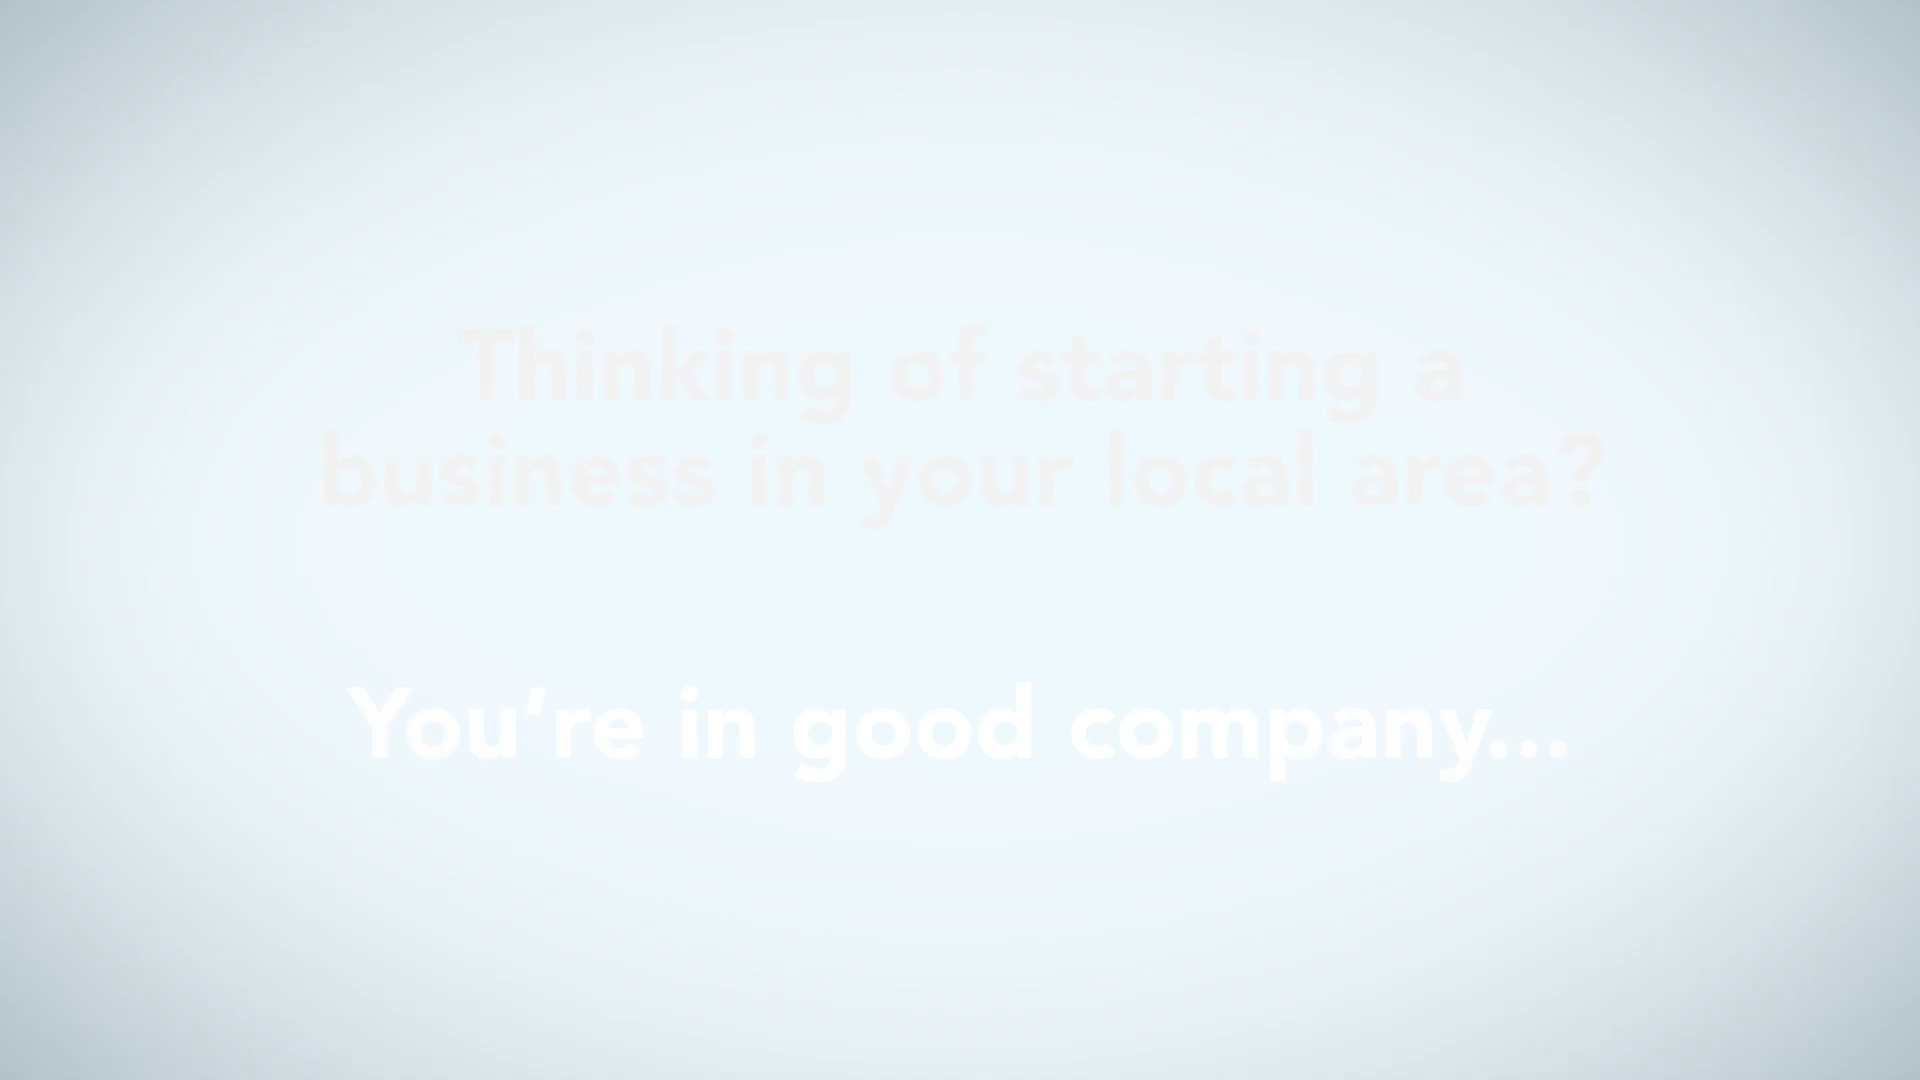 Thinking of starting a
business in your local area?
You’re in good company...